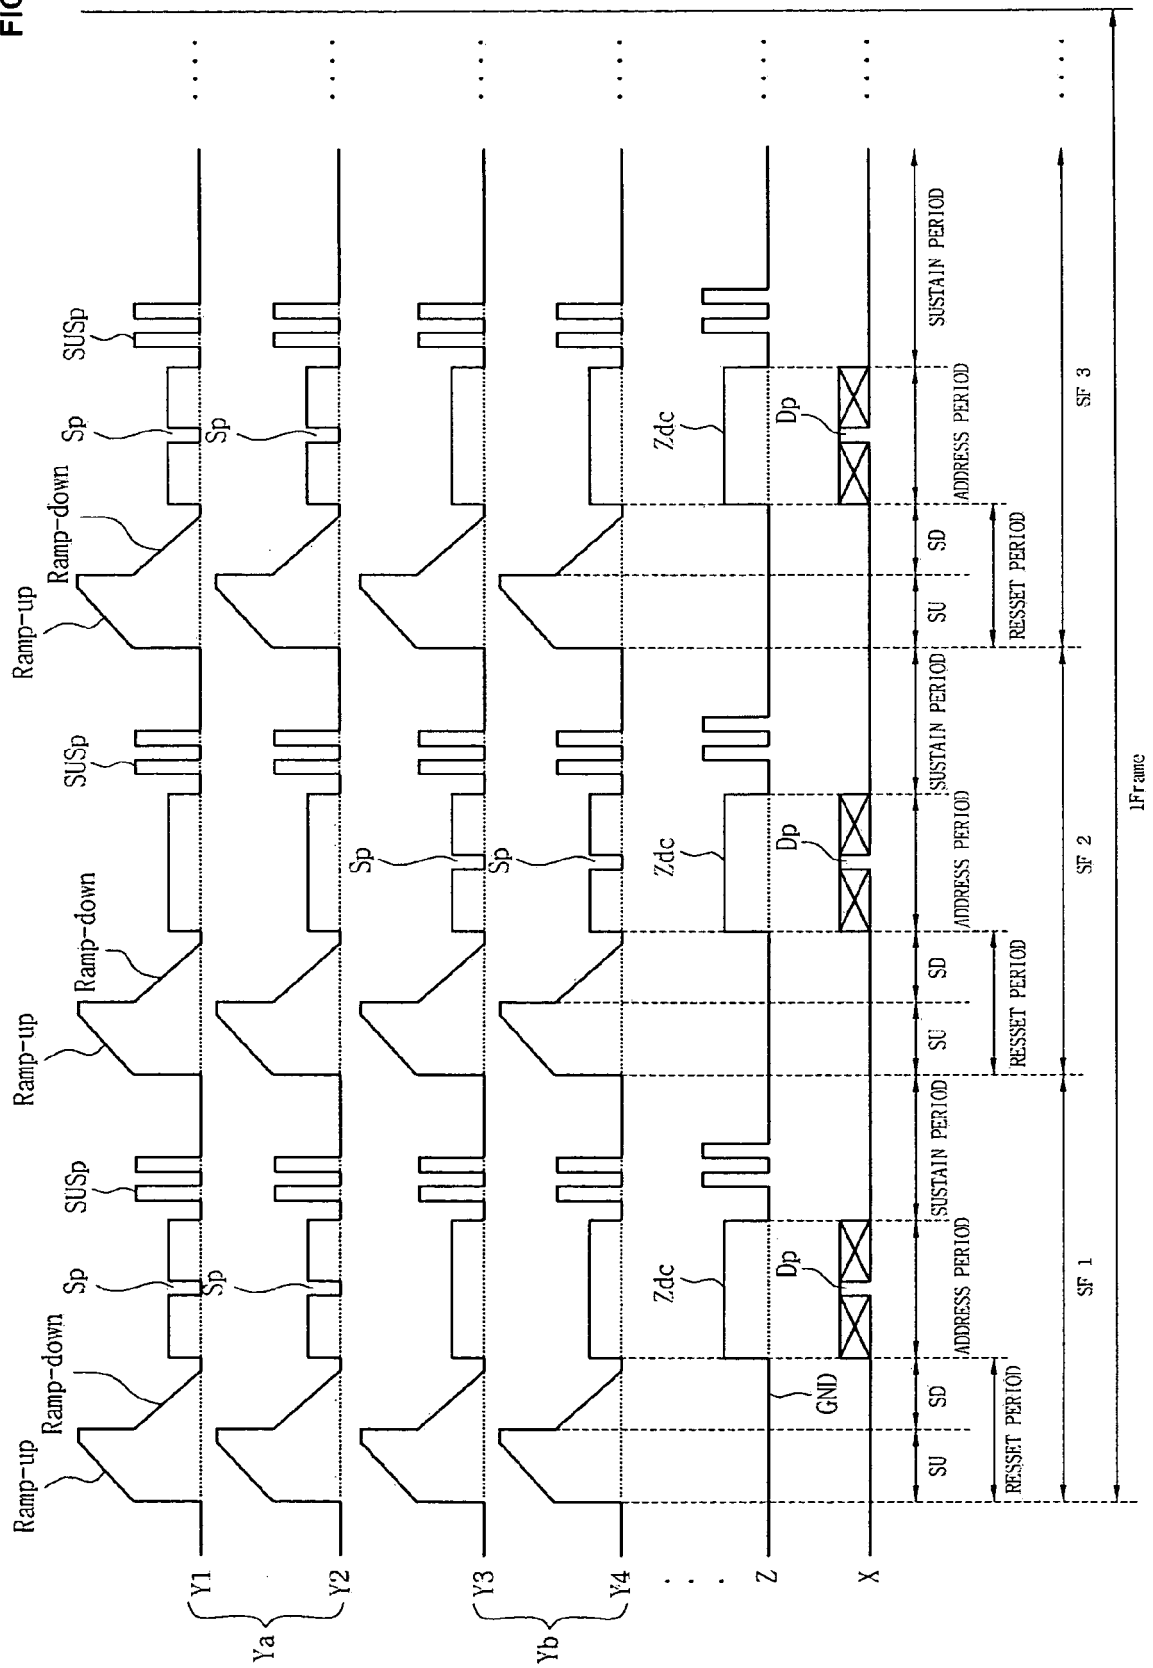 FIG
Ramp-up
Ramp-down
Sp
SUSp
Ramp-up
Ramp-down
SUSp
Ramp-up
Ramp-down
Sp
SUSp
Y1
. . . .
Ya
Sp
Sp
Y2
. . . .
Sp
Y3
. . . .
Yb
Sp
Y4
. . . .
. . .
Zdc
Zdc
Zdc
Z
GND
. . . .
Dp
Dp
Dp
X
. . . .
SU
SD
ADDRESS PERIOD
SUSTAIN PERIOD
SU
SD
ADDRESS PERIOD
SUSTAIN PERIOD
SU
SD
ADDRESS PERIOD
SUSTAIN PERIOD
RESSET PERIOD
RESSET PERIOD
RESSET PERIOD
SF 1
SF 2
SF 3
. . . .
1Frame